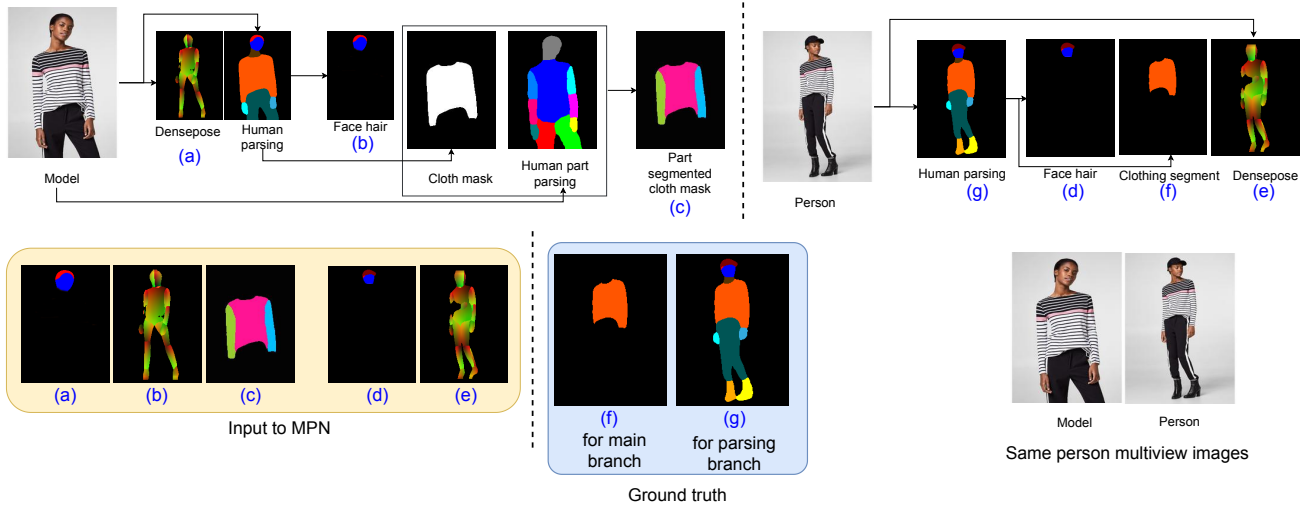 Model
Densepose
(a)
Human
parsing
Face hair
(b)
Cloth mask
Human part
parsing
Part
segmented
cloth mask
(c)
Person
Human parsing
(g)
Face hair
(d)
Clothing segment
(f)
Densepose
(e)
(a)
(b)
(c)
(d)
(e)
Input to MPN
(f)
for main
branch
(g)
for parsing
branch
Ground truth
Model
Person
Same person multiview images